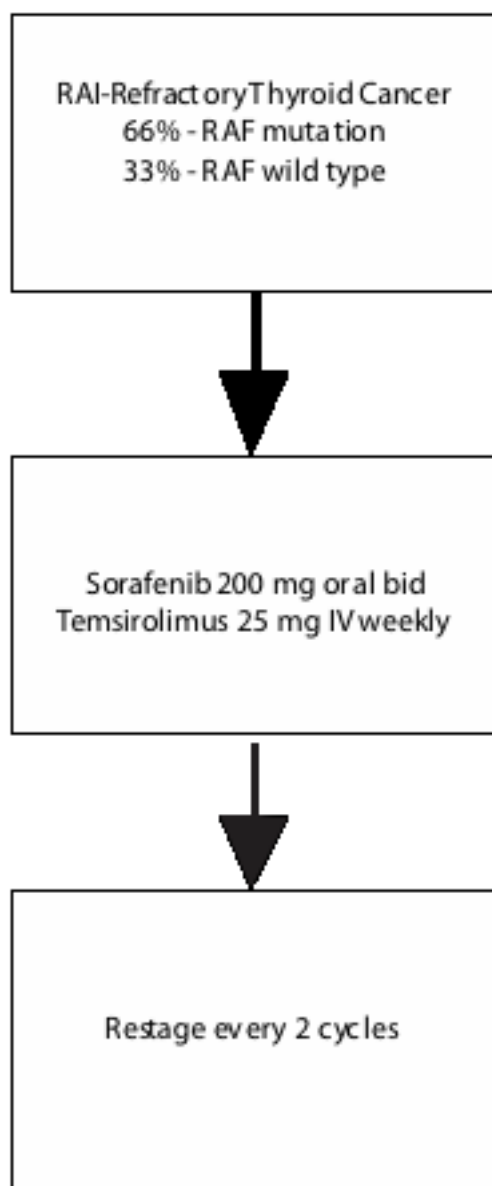 RAI-Refractory Thyroid Cancer
66% - RAF mutation
33% - RAF wild type
Sorafenib 200 mg oral bid
Temsirolimus 25 mg IV weekly
Restage every 2 cycles